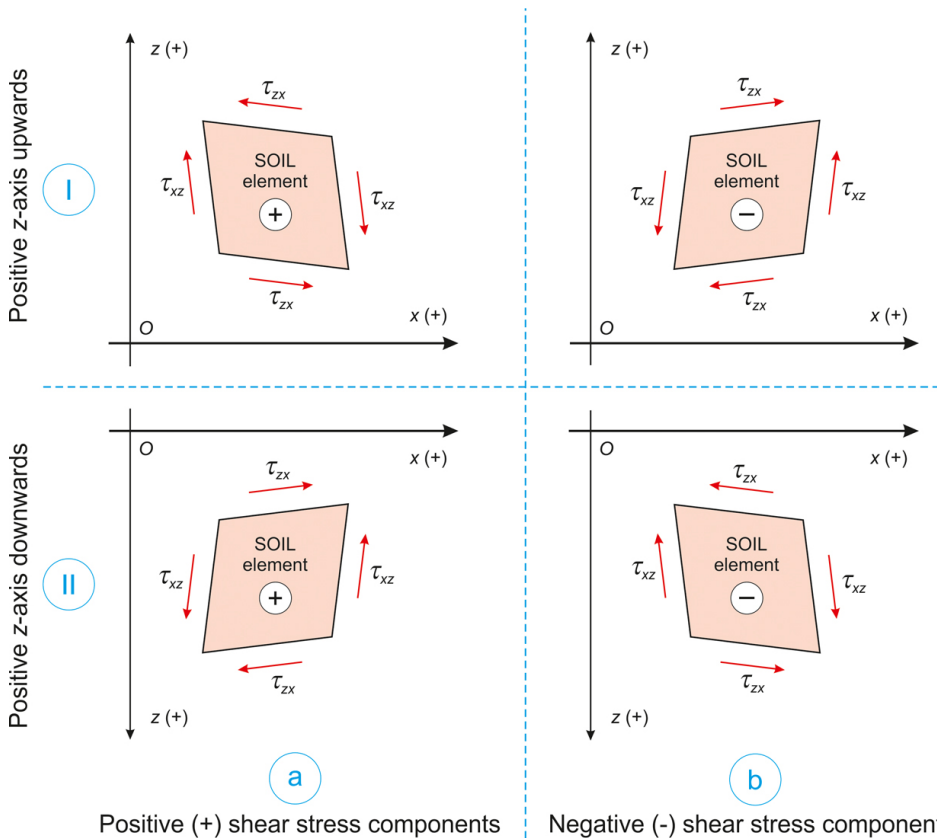 Positive z-axis upwards
I
z (+)
τzx
τxz
SOIL
element
+
τxz
τzx
O
x (+)
z (+)
τzx
τxz
SOIL
element
−
τxz
τzx
O
x (+)
Positive z-axis downwards
II
O
x (+)
τzx
τxz
SOIL
element
+
τxz
τzx
z (+)
O
x (+)
τzx
τxz
SOIL
element
−
τxz
τzx
z (+)
a
Positive (+) shear stress components
b
Negative (-) shear stress component